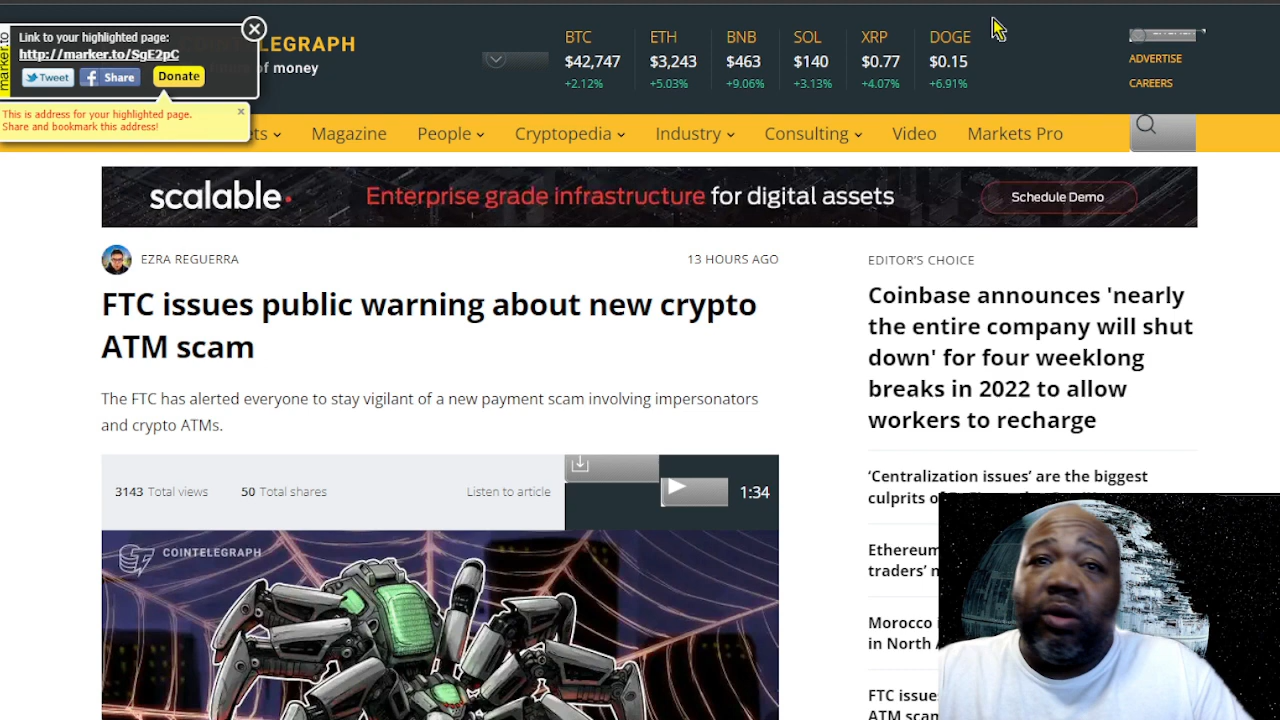 Link to your highlighted page:
http://marker.to/SgE2pC
marker.to
Tweet
Share
Donate
This is address for your highlighted page.
Share and bookmark this address!
LEGRAPH
of money
BTC
$42,747
+2.12%
ETH
$3,243
+5.03%
BNB
$463
+9.06%
SOL
$140
+3.13%
XRP
$0.77
+4.07%
DOGE
$0.15
+6.91%
ADVERTISE
CAREERS
Magazine
People
Cryptopedia
Industry
Consulting
Video
Markets Pro
scalable.
Enterprise grade infrastructure for digital assets
Schedule Demo
EZRA REGUERRA
13 HOURS AGO
FTC issues public warning about new crypto
ATM scam
The FTC has alerted everyone to stay vigilant of a new payment scam involving impersonators
and crypto ATMs.
3143 Total views
50 Total shares
Listen to article
1:34
COINTELEGRAPH
EDITOR'S CHOICE
Coinbase announces 'nearly
the entire company will shut
down' for four weeklong
breaks in 2022 to allow
workers to recharge
‘Centralization issues’ are the biggest
culprits
Ethereum
traders’
Morocco
in North
FTC issue
ATM scam